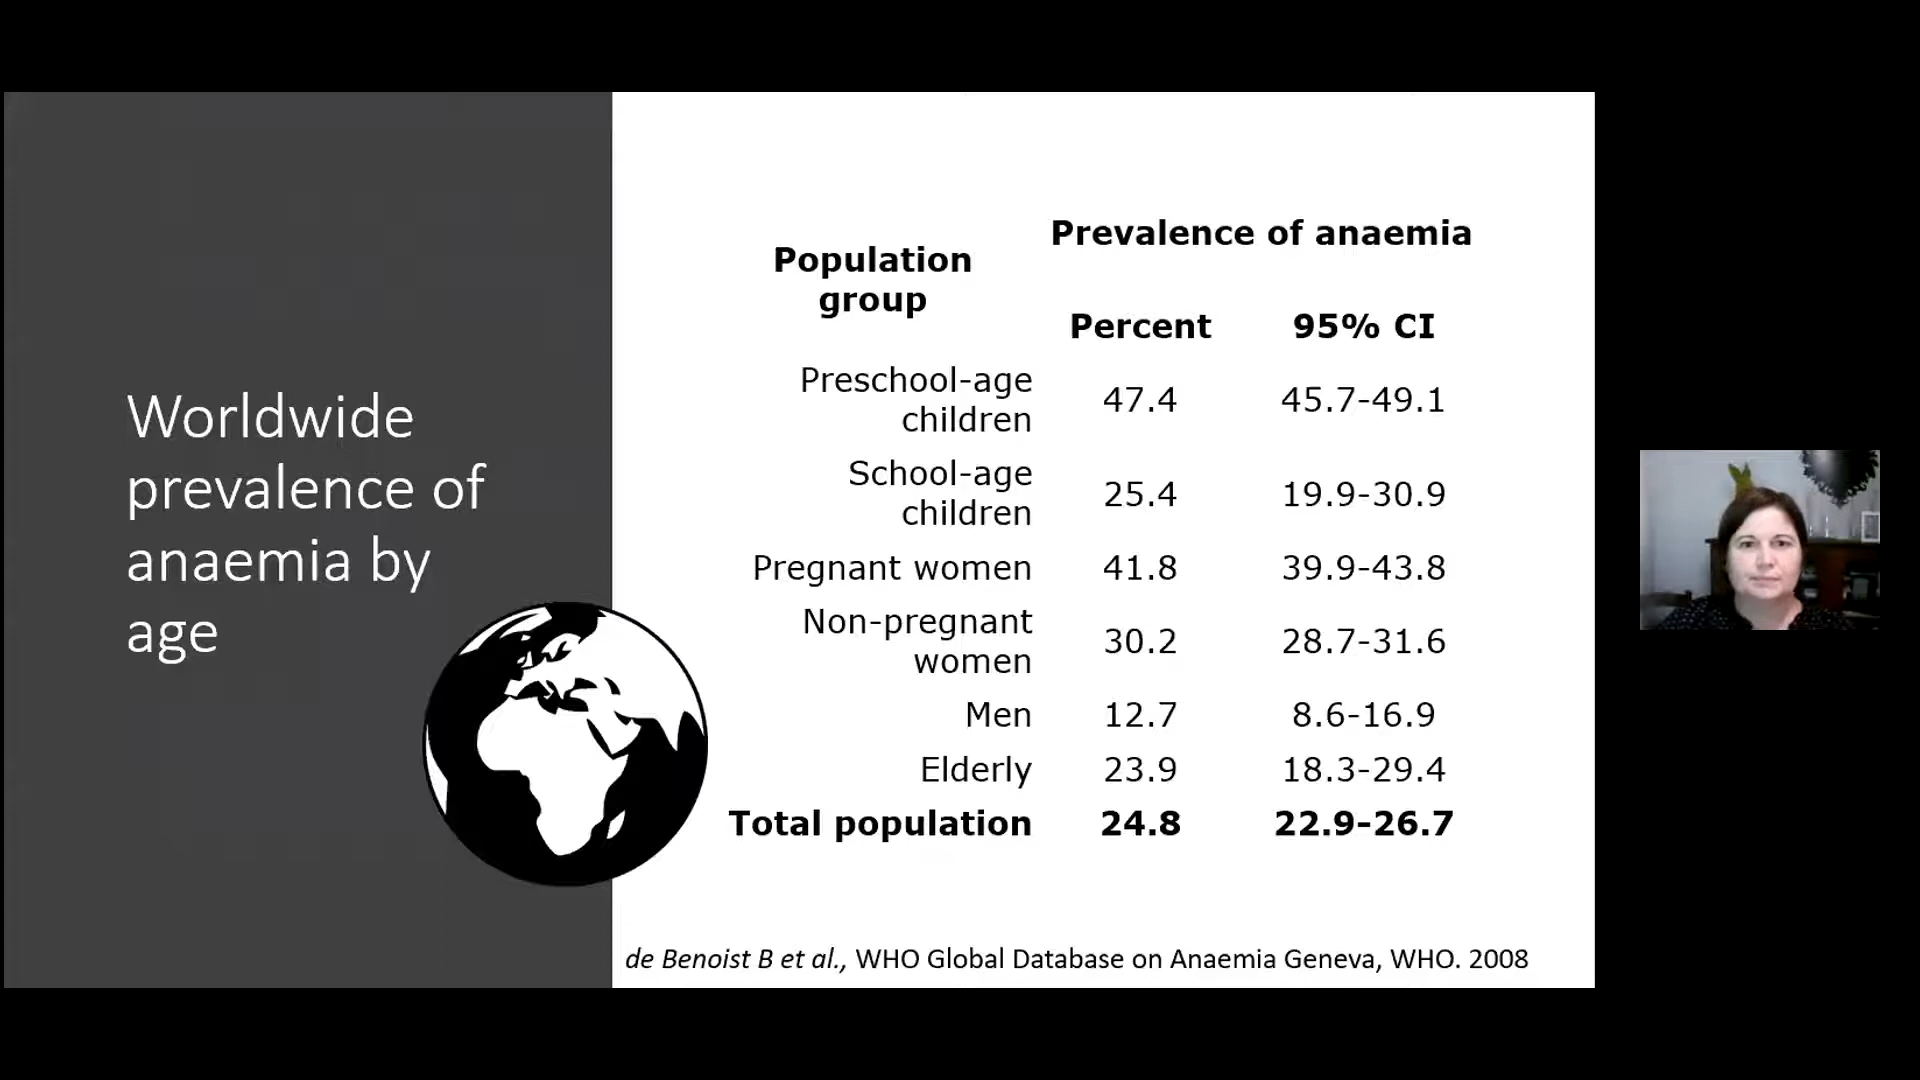 Worldwide
prevalence of
anaemia by
age
Population
group
Prevalence of anaemia
Percent 95% CI
Preschool-age
children 47.4 45.7-49.1
School-age
children 25.4 19.9-30.9
Pregnant women 41.8 39.9-43.8
Non-pregnant
women 30.2 28.7-31.6
Men 12.7 8.6-16.9
Elderly 23.9 18.3-29.4
Total population 24.8 22.9-26.7
de Benoist B et al., WHO Global Database on Anaemia Geneva, WHO. 2008